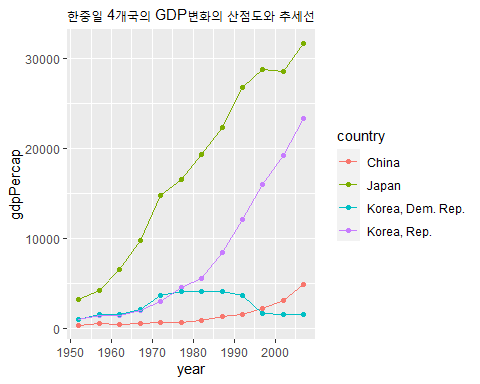 한중일 4개국의 GDP변화의 산점도와 추세선
30000
20000
10000
0
gdpPercap
1950 1960 1970 1980 1990 2000
year
country
China
Japan
Korea, Dem. Rep.
Korea, Rep.